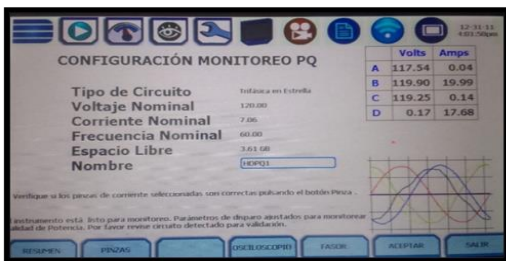 12-31-11
4:01:58pm
CONFIGURACIÓN MONITOREO PQ
Volts Amps
A 117.54 0.04
B 119.90 19.99
C 119.25 0.14
D 0.17 17.68
Tipo de Circuito Trifásica en Estrella
Voltaje Nominal 120.00
Corriente Nominal 7.06
Frecuencia Nominal 60.00
Espacio Libre 3.61 GB
Nombre HDPQ1
Verifique si los pinzas de corriente seleccionadas son correctas pulsando el botón Pinza .
Instrumento está listo para monitoreo. Parámetros de disparo ajustados para monitorear
calidad de Potencia. Por favor revise circuito detectado para validación.
RESUMEN PINZAS OSCILOSCOPIO FASOR ACEPTAR SALIR